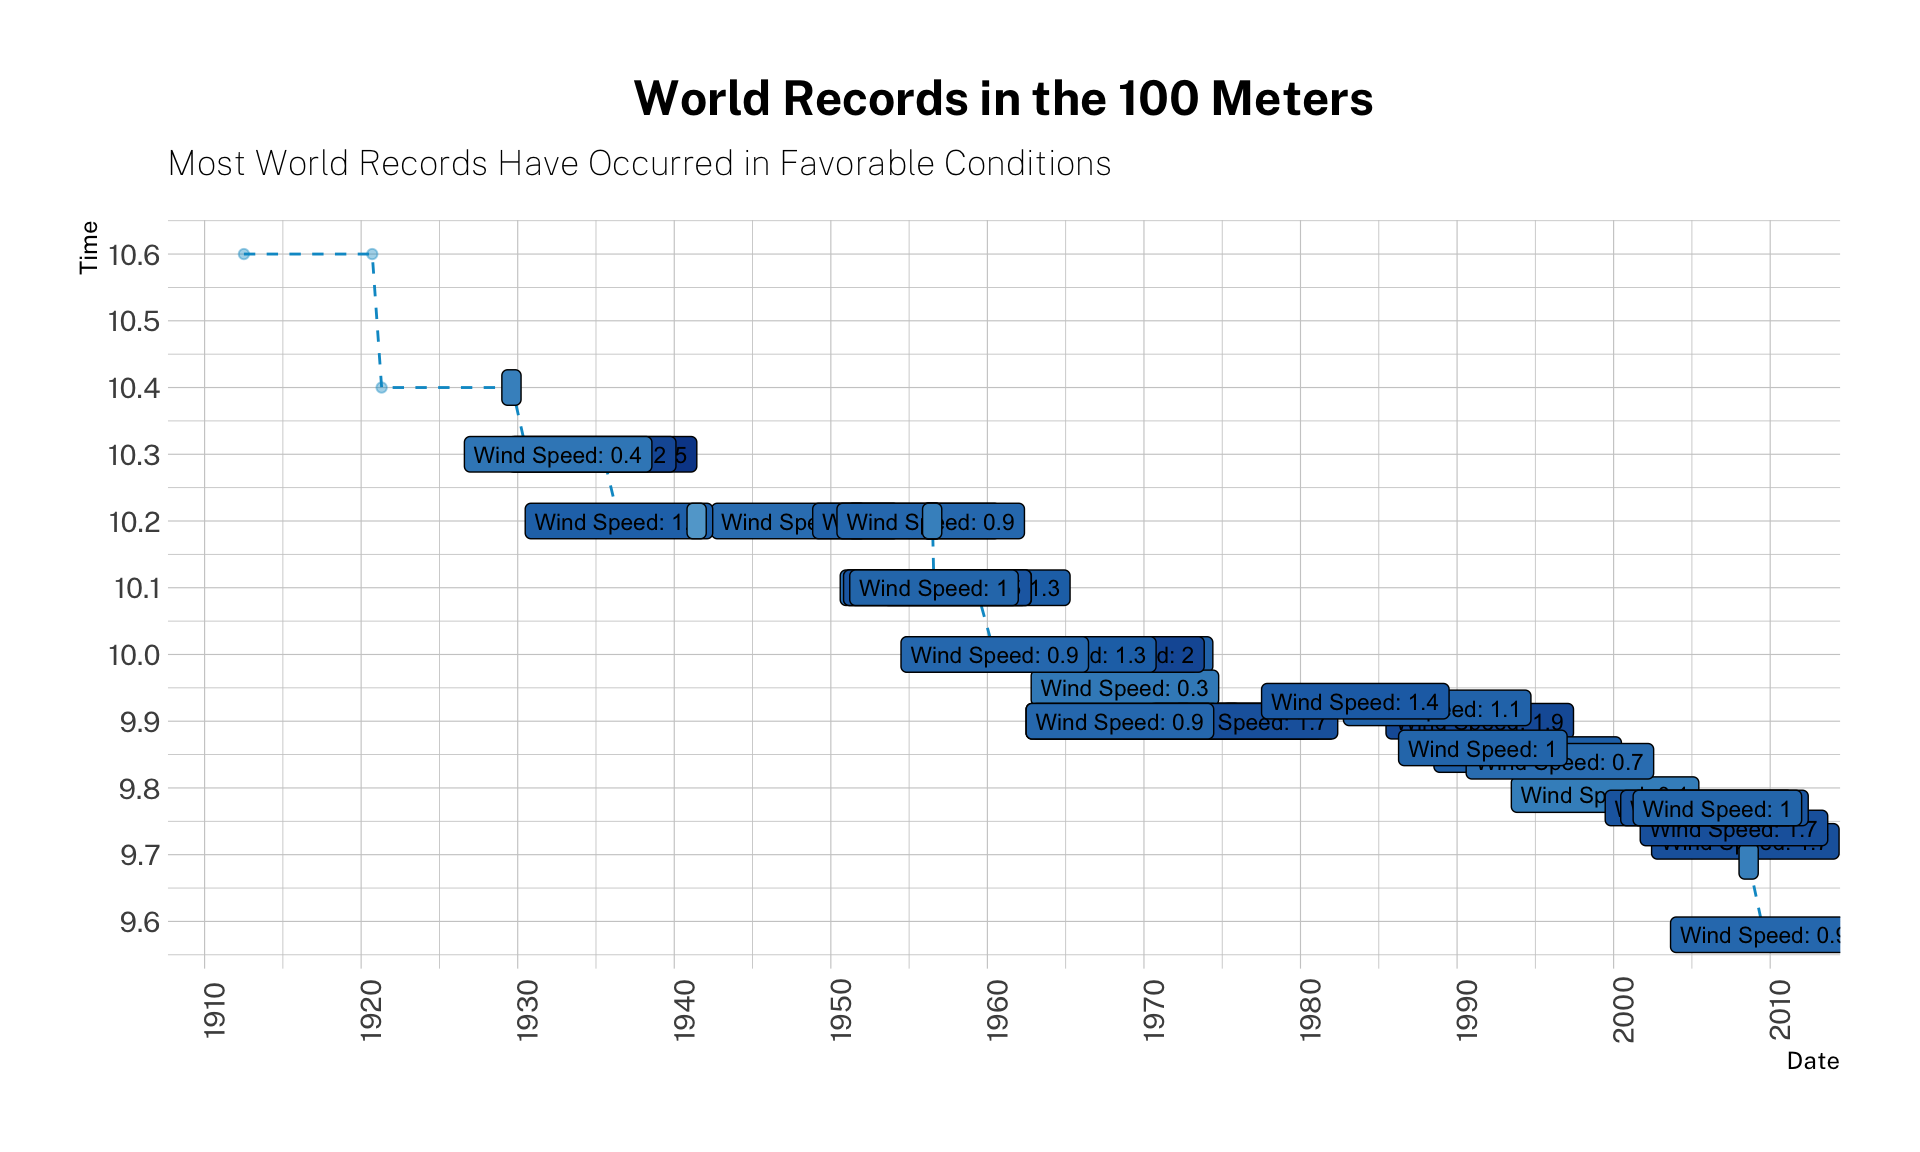 World Records in the 100 Meters
Most World Records Have Occurred in Favorable Conditions
Time
10.6
10.5
10.4
10.3
Wind Speed: 0.4
10.2
Wind Speed: 1
Wind Speed: 0.9
10.1
Wind Speed: 1
1.3
10.0
Wind Speed: 0.9
d: 1.3
d: 2
Wind Speed: 0.3
9.9
Wind Speed: 0.9
Speed: 1.7
Wind Speed: 1.4
1.1
1.9
Wind Speed: 1
0.7
9.8
Wind
Wind Speed: 1
Wind Speed: 1.7
9.7
9.6
Wind Speed:
1910 1920 1930 1940 1950 1960 1970 1980 1990 2000 2010
Date